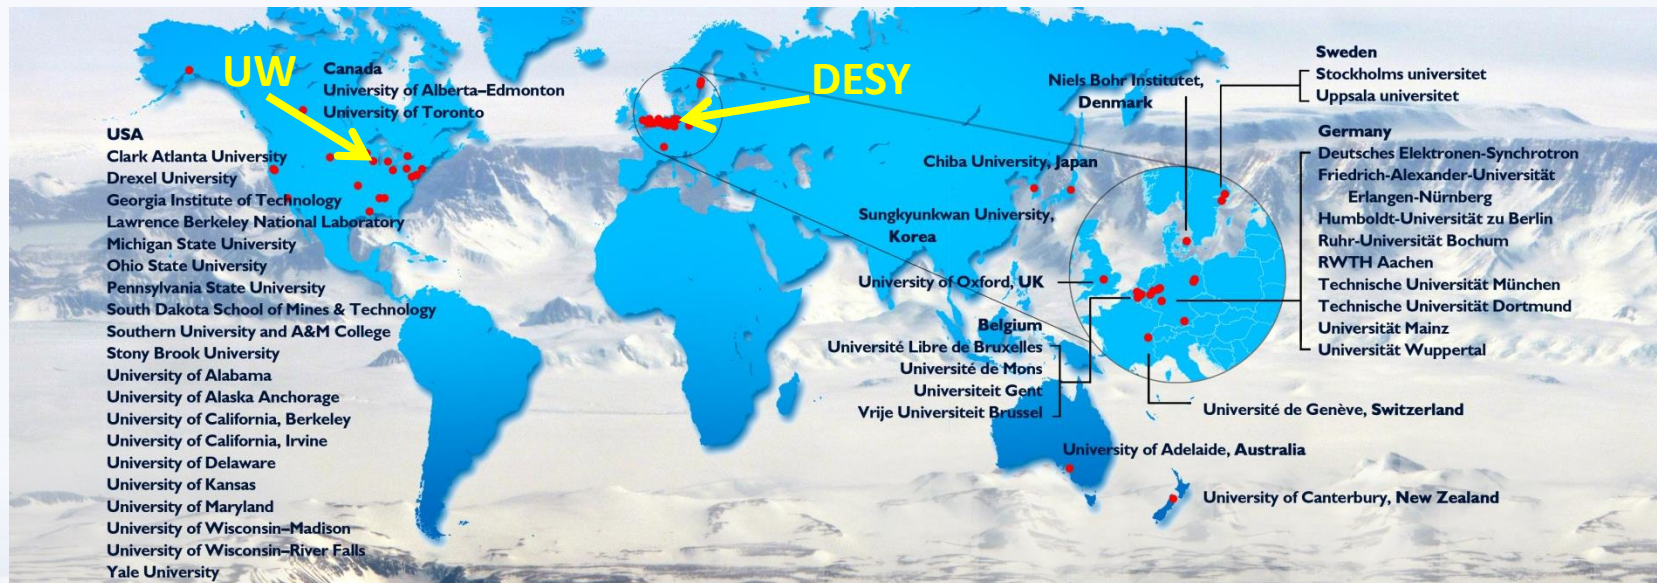 UW
DESY
Canada
University of Alberta–Edmonton
University of Toronto
USA
Clark Atlanta University
Drexel University
Georgia Institute of Technology
Lawrence Berkeley National Laboratory
Michigan State University
Ohio State University
Pennsylvania State University
South Dakota School of Mines & Technology
Southern University and A&M College
Stony Brook University
University of Alabama
University of Alaska Anchorage
University of California, Berkeley
University of California, Irvine
University of Delaware
University of Kansas
University of Maryland
University of Wisconsin–Madison
University of Wisconsin–River Falls
Yale University
Niels Bohr Institutet,
Denmark
Chiba University, Japan
Sungkyunkwan University,
Korea
University of Oxford, UK
Belgium
Université Libre de Bruxelles
Université de Mons
Universiteit Gent
Vrije Universiteit Brussel
Sweden
Stockholms universitet
Uppsala universitet
Germany
Deutsches Elektronen-Synchrotron
Friedrich-Alexander-Universität
Erlangen-Nürnberg
Humboldt-Universität zu Berlin
Ruhr-Universität Bochum
RWTH Aachen
Technische Universität München
Technische Universität Dortmund
Universität Mainz
Universität Wuppertal
Université de Genève, Switzerland
University of Adelaide, Australia
University of Canterbury, New Zealand